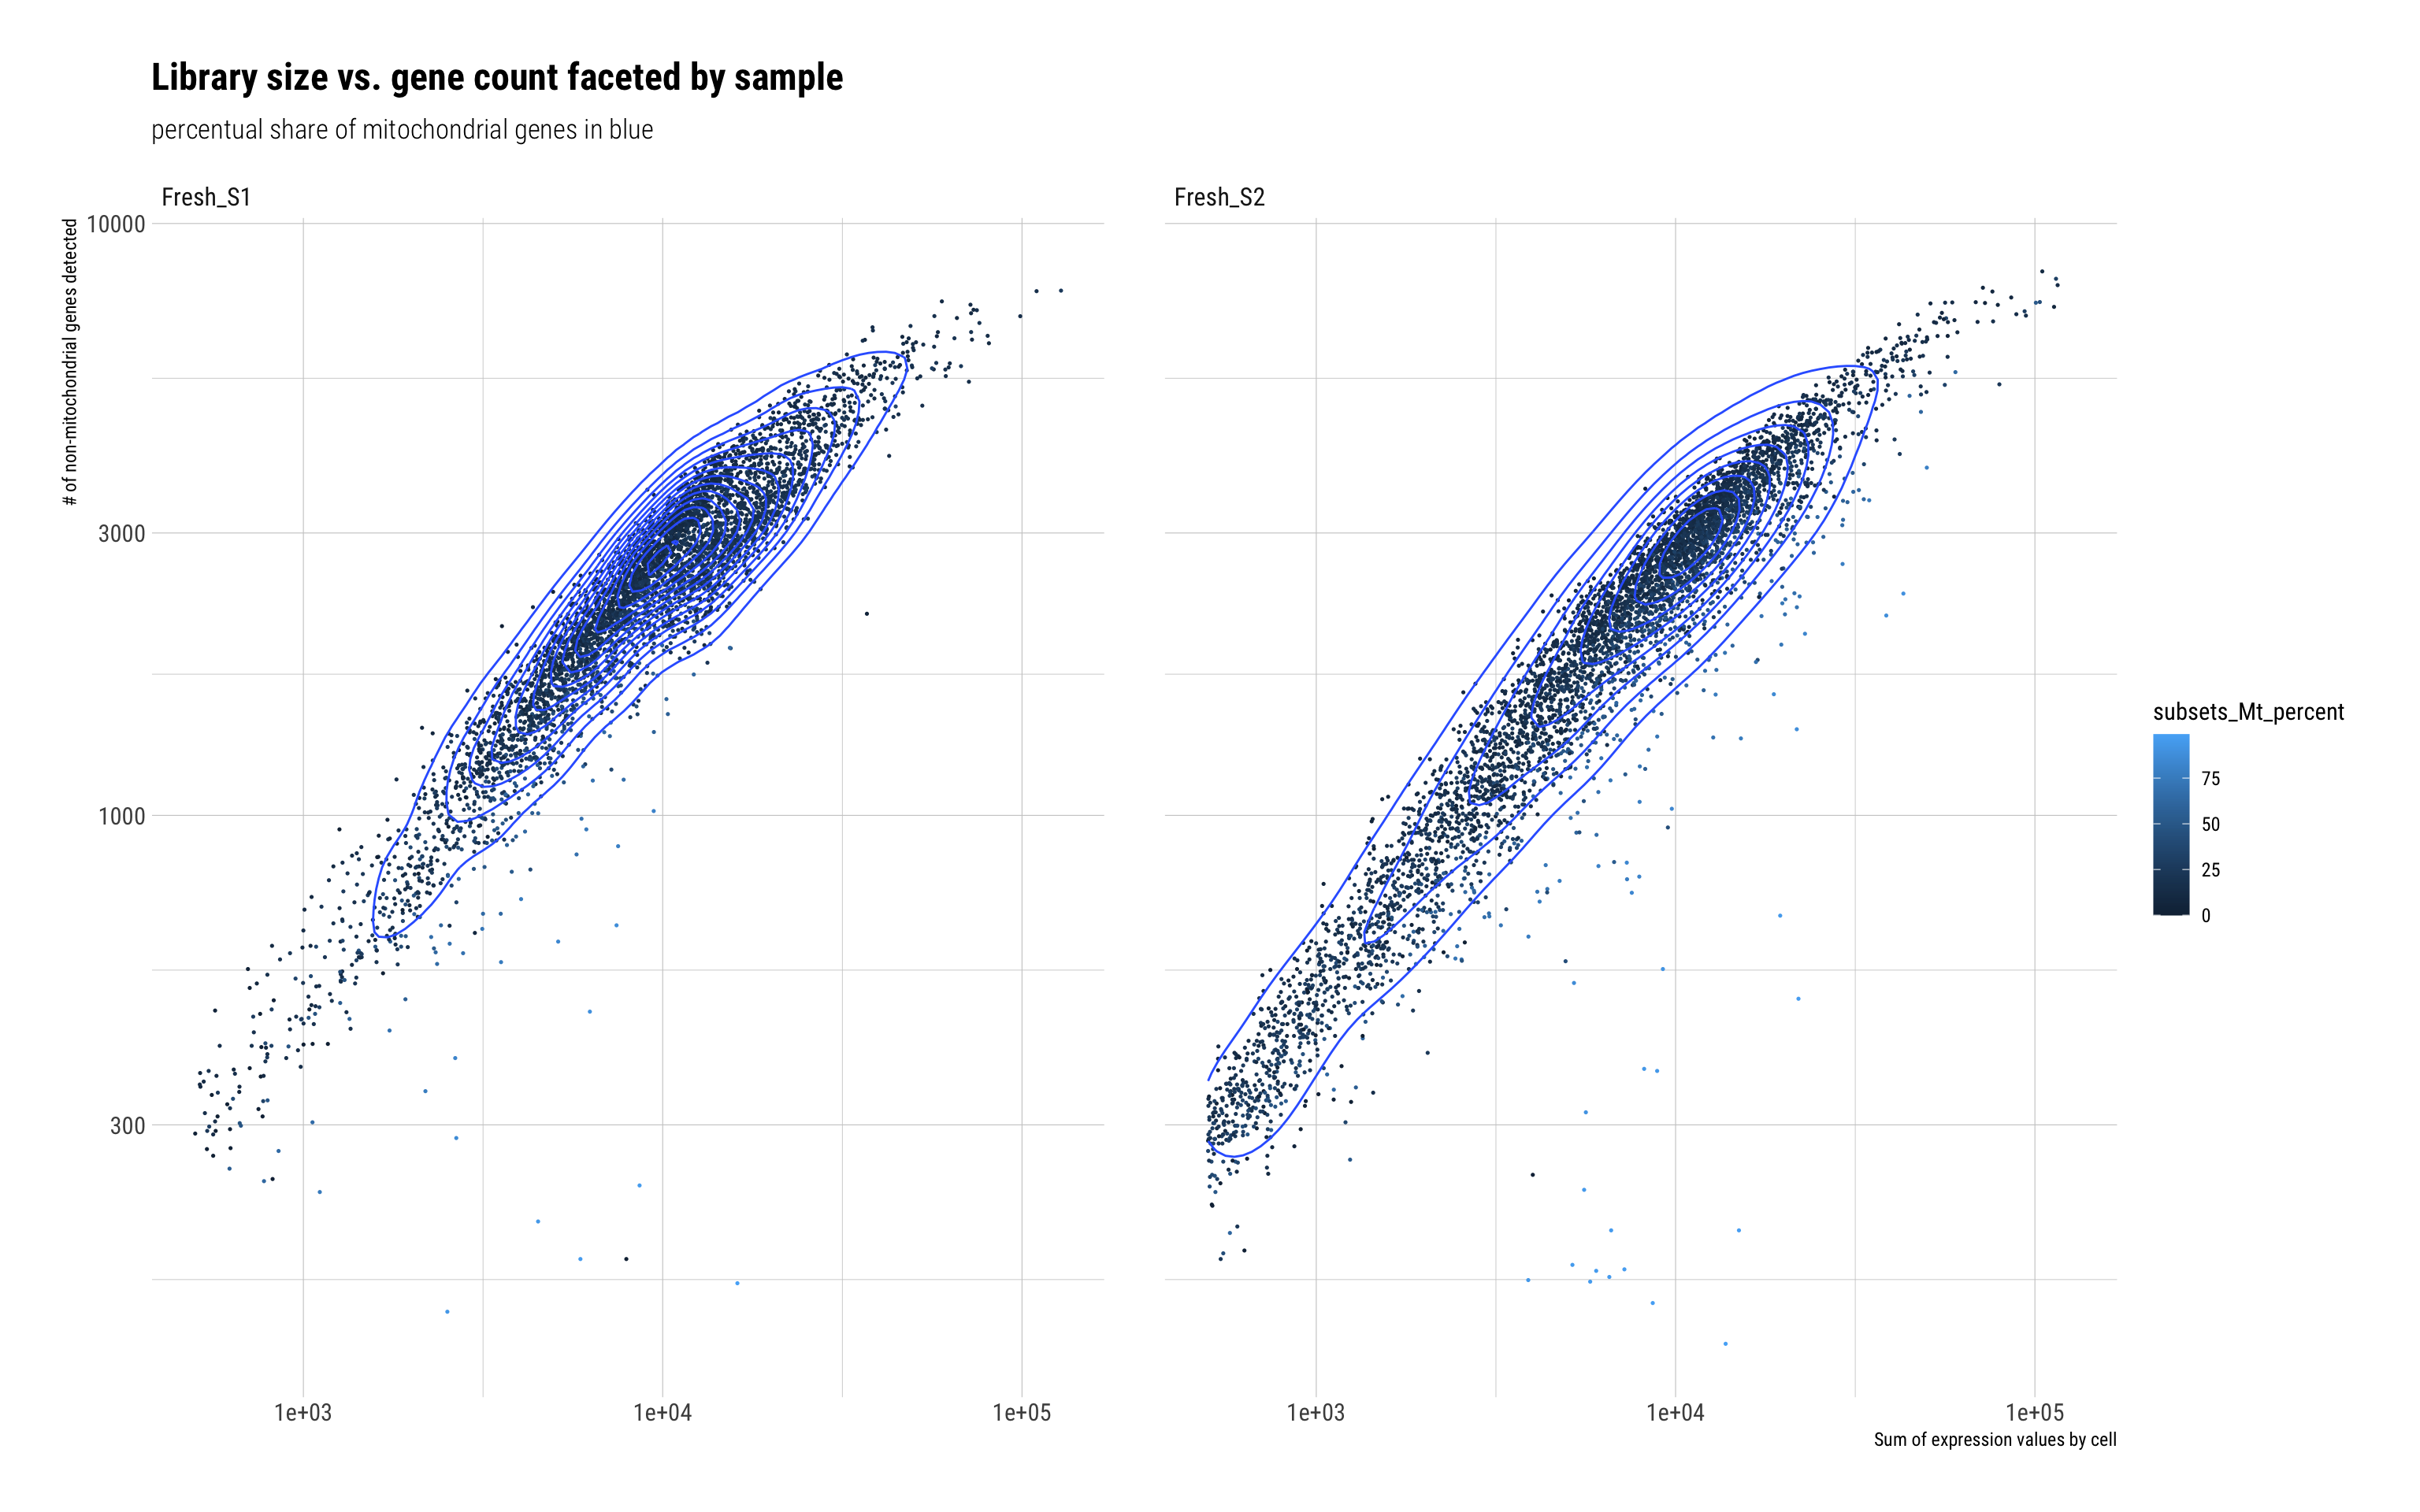 Library size vs. gene count faceted by sample
percentual share of mitochondrial genes in blue
Fresh_S1
Fresh_S2
# of non-mitochondrial genes detected
10000
3000
1000
300
1e+03
1e+04
1e+05
1e+03
1e+04
1e+05
Sum of expression values by cell
subsets_Mt_percent
75
50
25
0